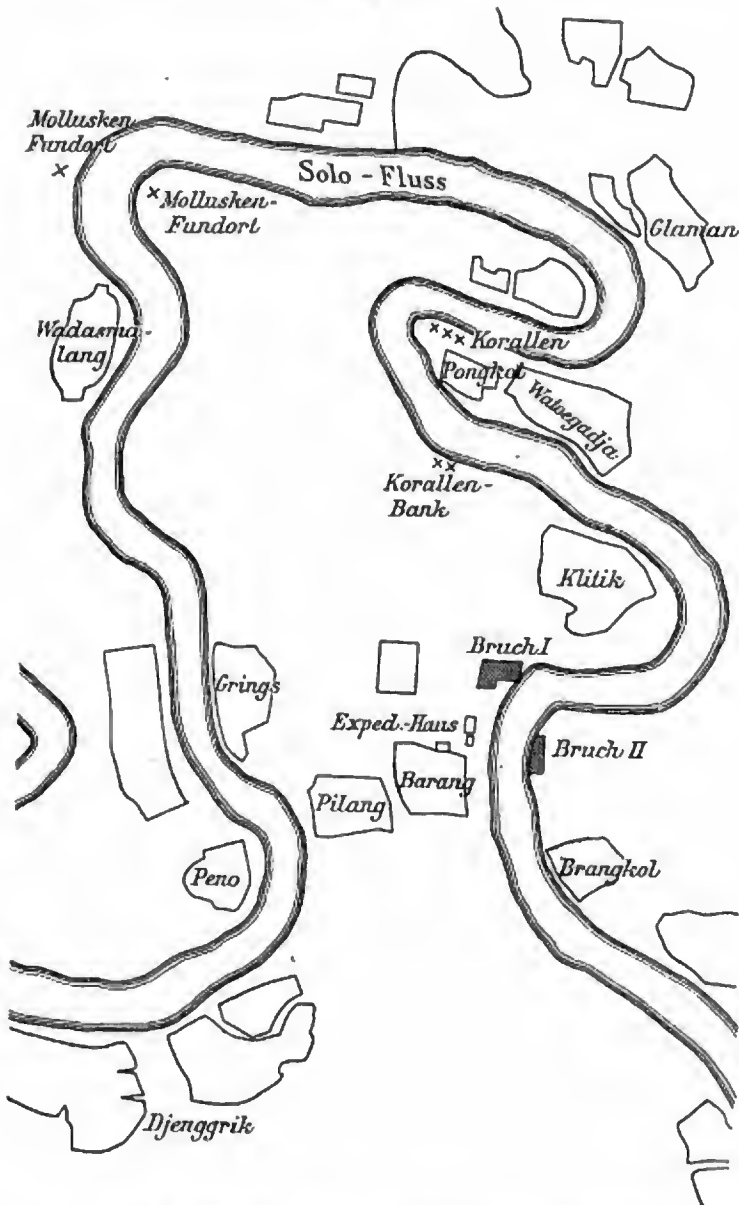 Mollusken
Fundort
Solo - Fluss
Mollusken-
Fundort
Glaman
Wadasma-
lang
Korallen
Pongkol
Watoegadja
Korallen-
Bank
Klitik
Bruch I
Grings
Exped.-Haus
Bruch II
Barang
Pilang
Peno
Brangkol
Djenggrik